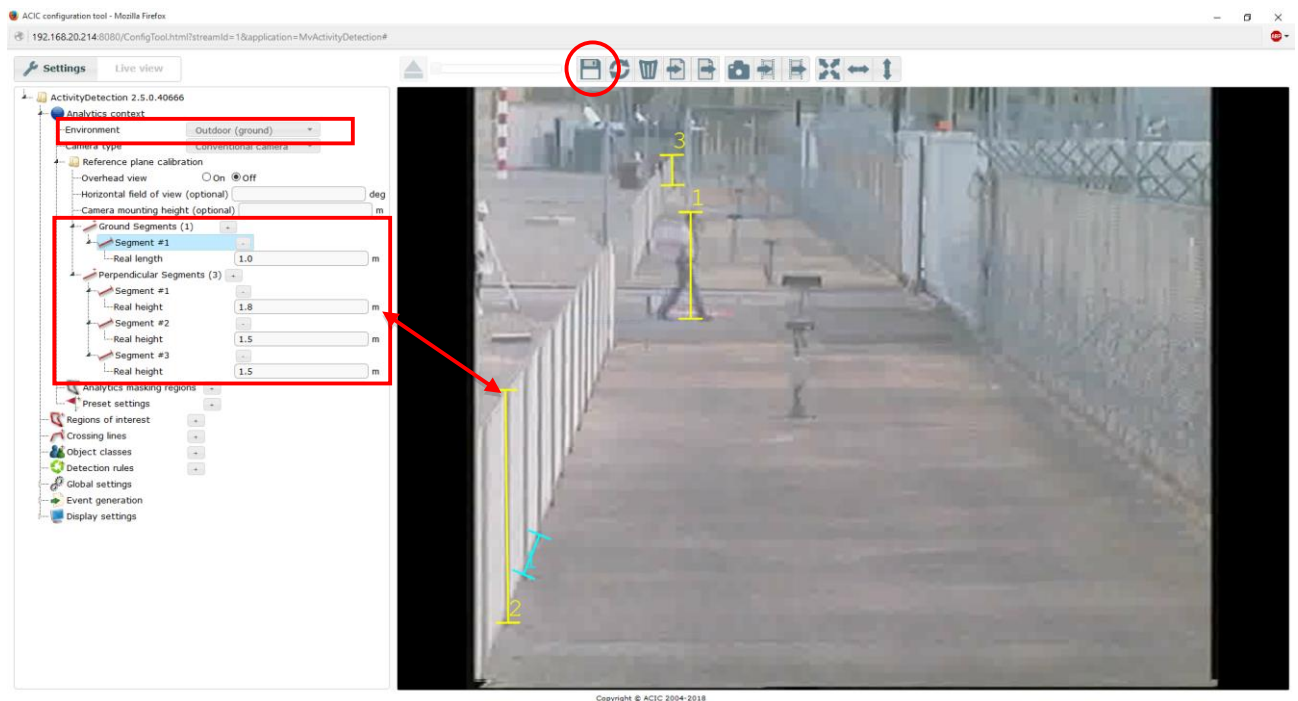 ACIC configuration tool - Mozilla Firefox
192.168.20.214:8080/ConfigTool.html?streamId=1&application=MvActivityDetection#
Settings Live view
ActivityDetection 2.5.0.40666
Analytics context
Environment Outdoor (ground)
Camera type Conventional camera
Reference plane calibration
Overhead view On Off
Horizontal field of view (optional) deg
Camera mounting height (optional) m
Ground Segments (1) +
Segment #1 -
Real length 1.0 m
Perpendicular Segments (3) +
Segment #1 -
Real height 1.8 m
Segment #2 -
Real height 1.5 m
Segment #3 -
Real height 1.5 m
Analytics masking regions +
Preset settings +
Regions of interest +
Crossing lines +
Object classes +
Detection rules +
Global settings
Event generation
Display settings
3
1
1
2
Copyright © ACIC 2004-2018